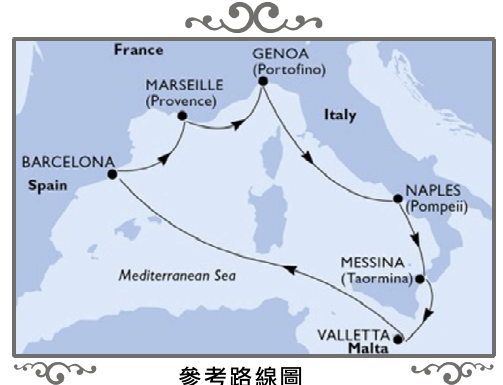 France
GENOA
(Portofino)
MARSEILLE
(Provence)
Italy
BARCELONA
Spain
NAPLES
(Pompeii)
MESSINA
(Taormina)
Mediterranean Sea
VALLETTA
Malta
參考路線圖